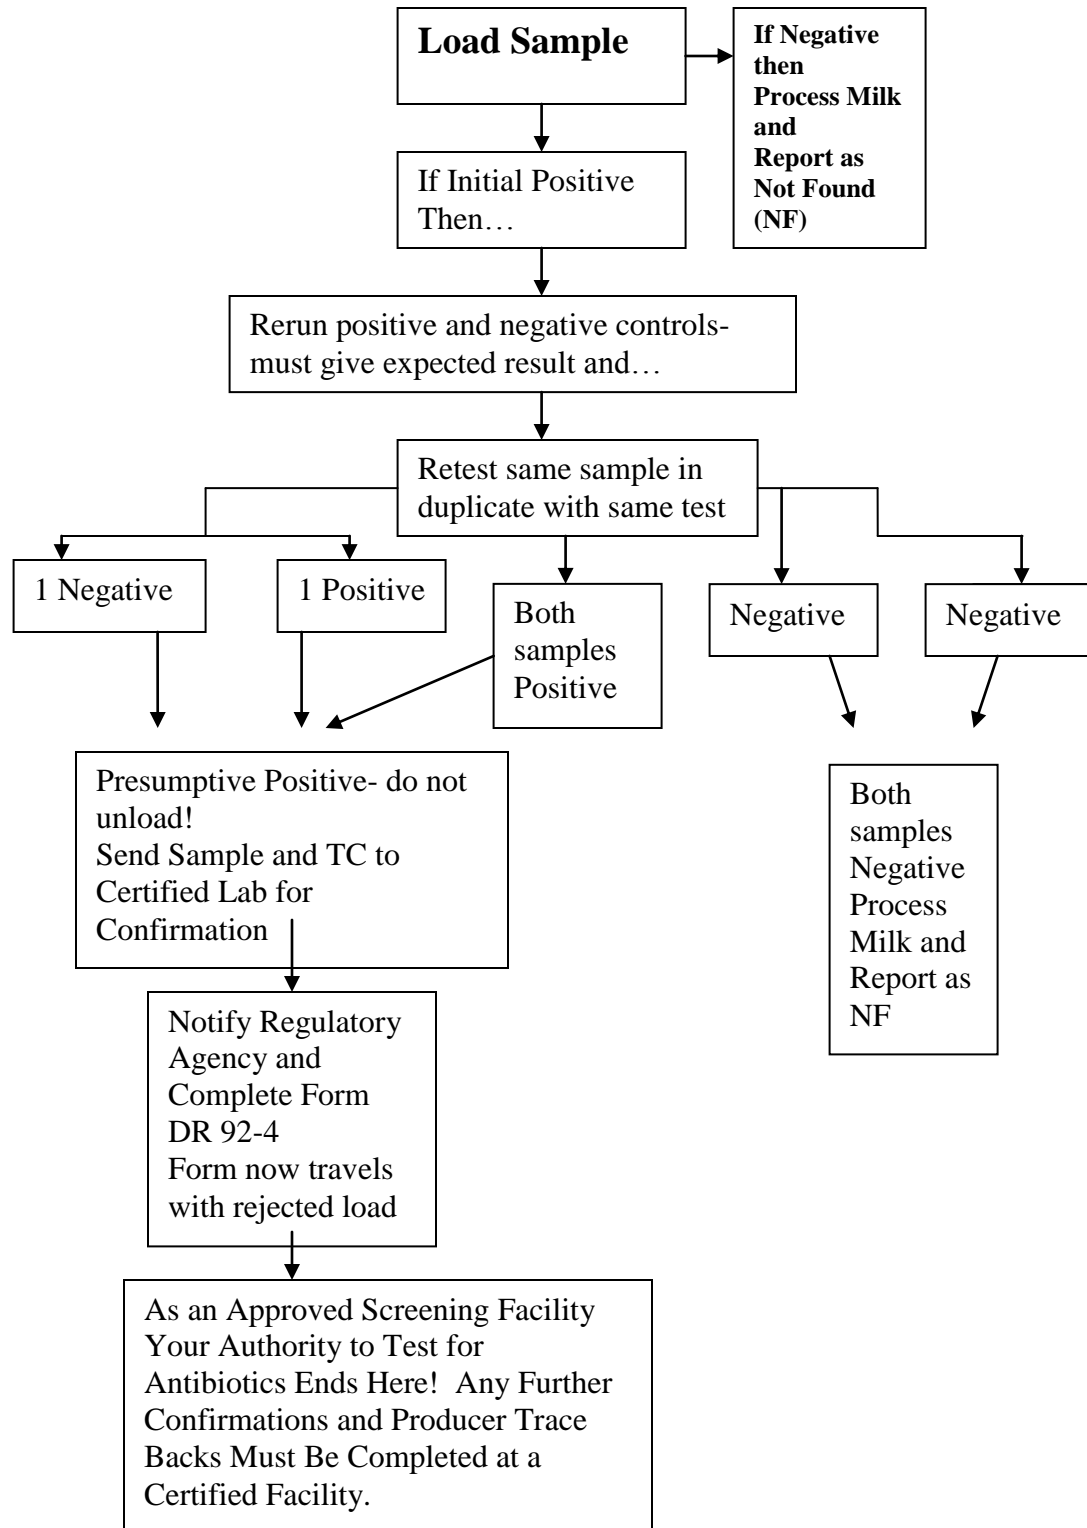 Load Sample
If Negative
then
Process Milk
and
Report as
Not Found
(NF)
If Initial Positive
Then…
Rerun positive and negative controls-
must give expected result and…
Retest same sample in
duplicate with same test
1 Negative
1 Positive
Both
samples
Positive
Negative
Negative
Presumptive Positive- do not
unload!
Send Sample and TC to
Certified Lab for
Confirmation
Both
samples
Negative
Process
Milk and
Report as
NF
Notify Regulatory
Agency and
Complete Form
DR 92-4
Form now travels
with rejected load
As an Approved Screening Facility
Your Authority to Test for
Antibiotics Ends Here!  Any Further
Confirmations and Producer Trace
Backs Must Be Completed at a
Certified Facility.